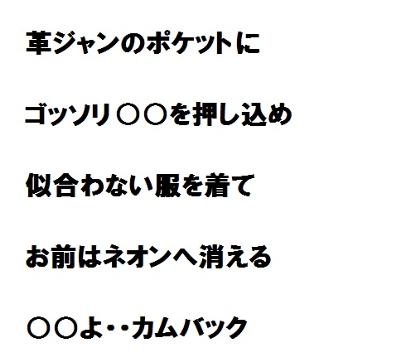 革ジャンのポケットに
ゴッソリ○○を押し込め
似合わない服を着て
お前はネオンへ消える
○○よ・・カムバック